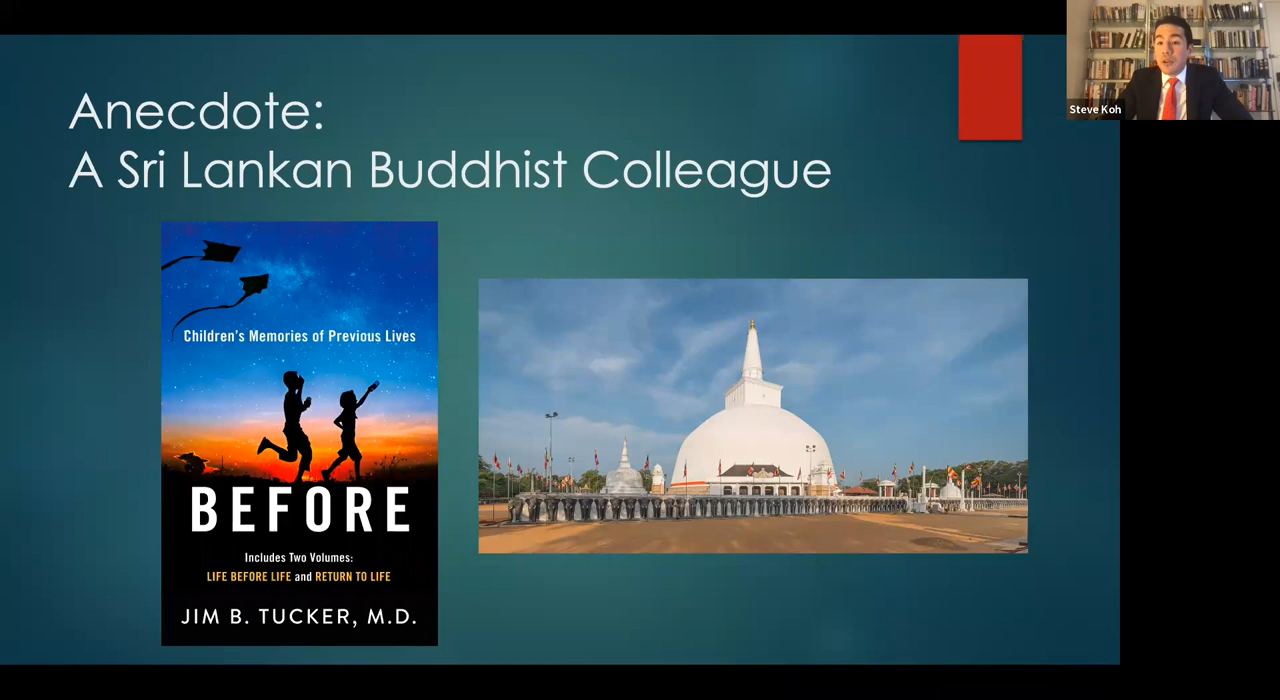 Anecdote:
A Sri Lankan Buddhist Colleague
Steve Koh
Children's Memories of Previous Lives
BEFORE
Includes Two Volumes:
LIFE BEFORE LIFE and RETURN TO LIFE
JIM B. TUCKER, M.D.